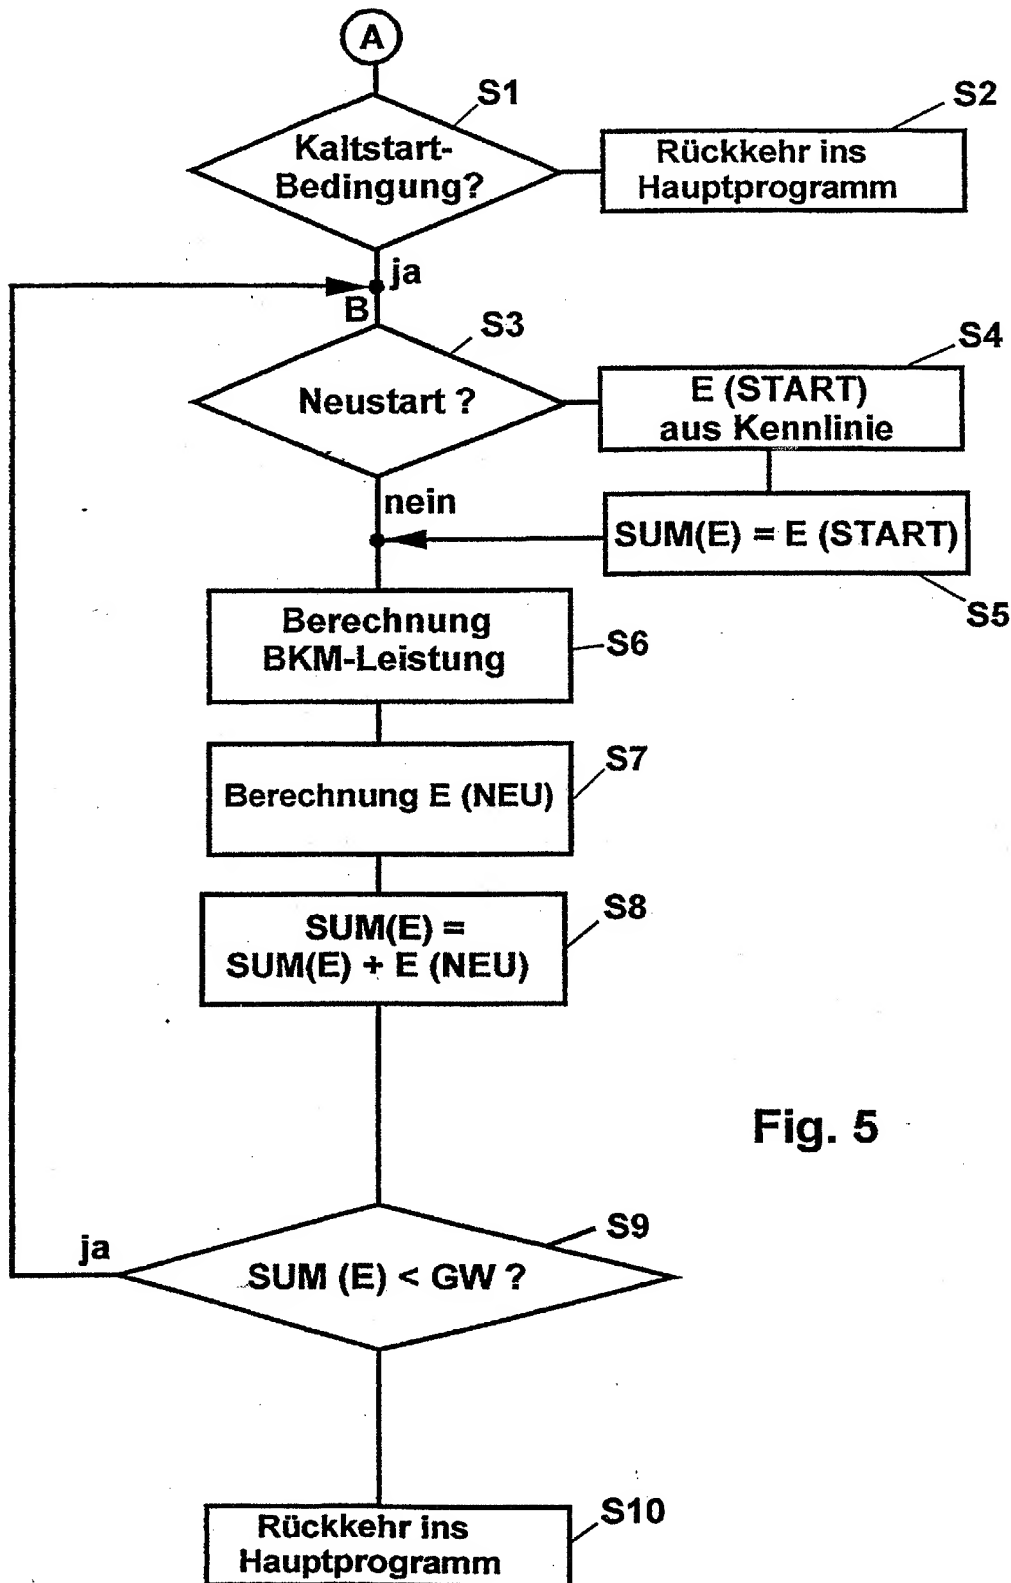 A
S1
Kaltstart-
Bedingung?
S2
Rückkehr ins
Hauptprogramm
ja
B
S3
Neustart ?
S4
E (START)
aus Kennlinie
nein
SUM(E) = E (START)
S5
Berechnung
BKM-Leistung
S6
S7
Berechnung E (NEU)
S8
SUM(E) =
SUM(E) + E (NEU)
Fig. 5
S9
ja
SUM (E) < GW ?
S10
Rückkehr ins
Hauptprogramm